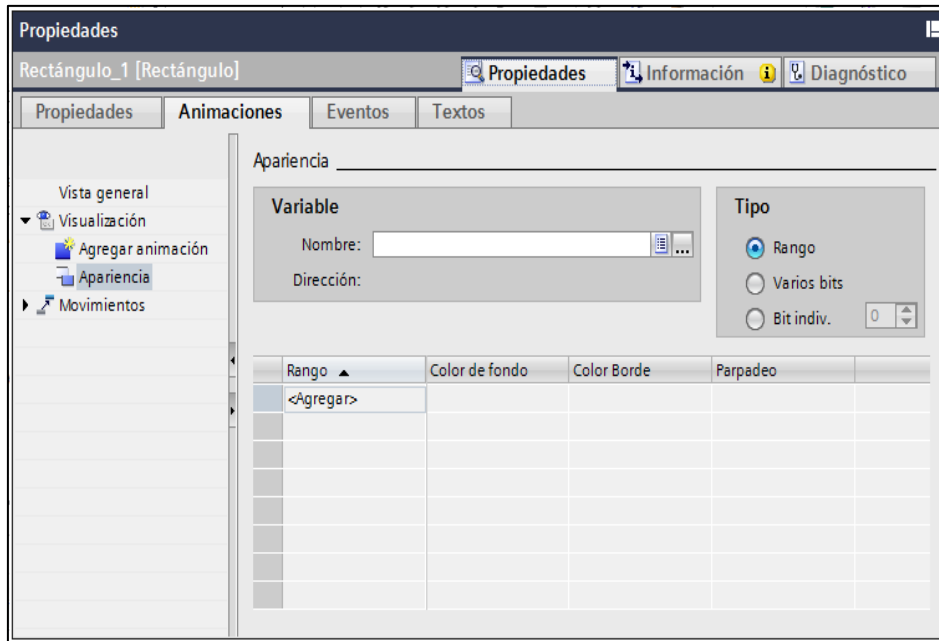 Propiedades
Rectángulo_1 [Rectángulo]
Propiedades Información Diagnóstico
Propiedades Animaciones Eventos Textos
Vista general
Visualización
Agregar animación
Apariencia
Movimientos
Apariencia
Variable
Nombre: ...
Dirección:
Tipo
Rango
Varios bits
Bit indiv. 0
Rango Color de fondo Color Borde Parpadeo
<Agregar>